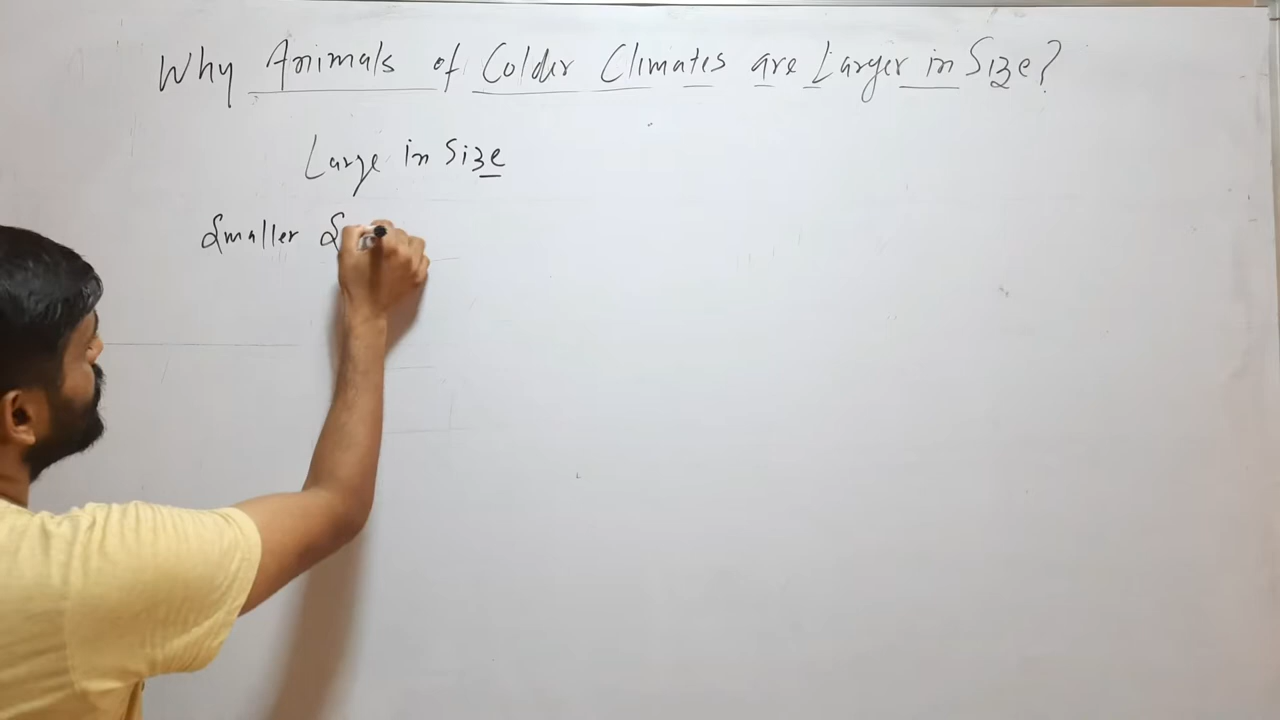 Why Animals of Colder Climates are Larger in Size?
Large in Size
Smaller S